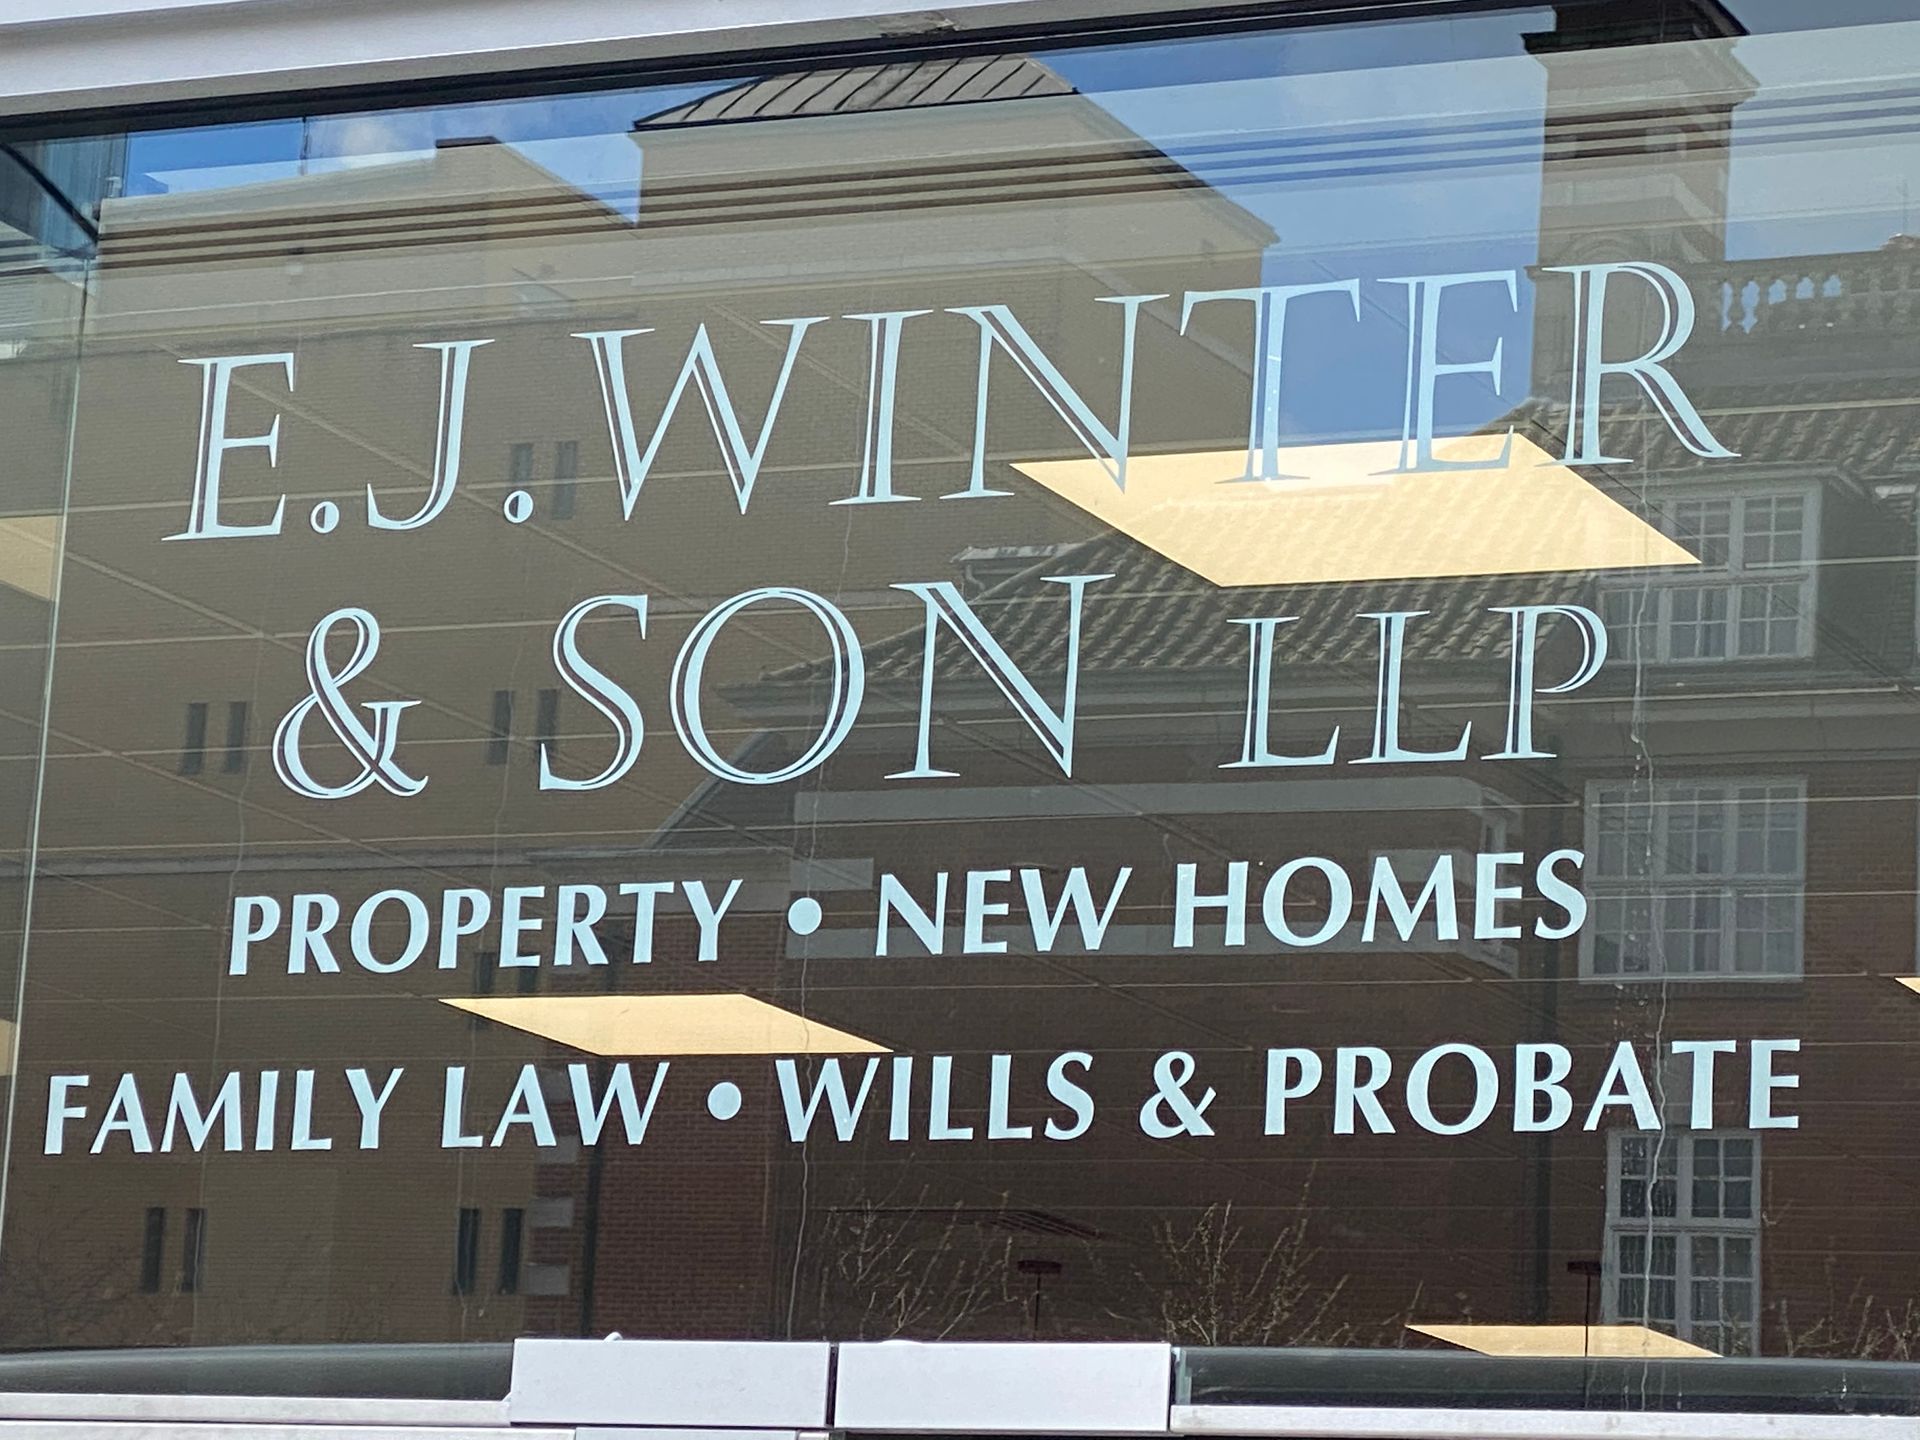 E.J. WINTER
& SON LLP
PROPERTY • NEW HOMES
FAMILY LAW • WILLS & PROBATE